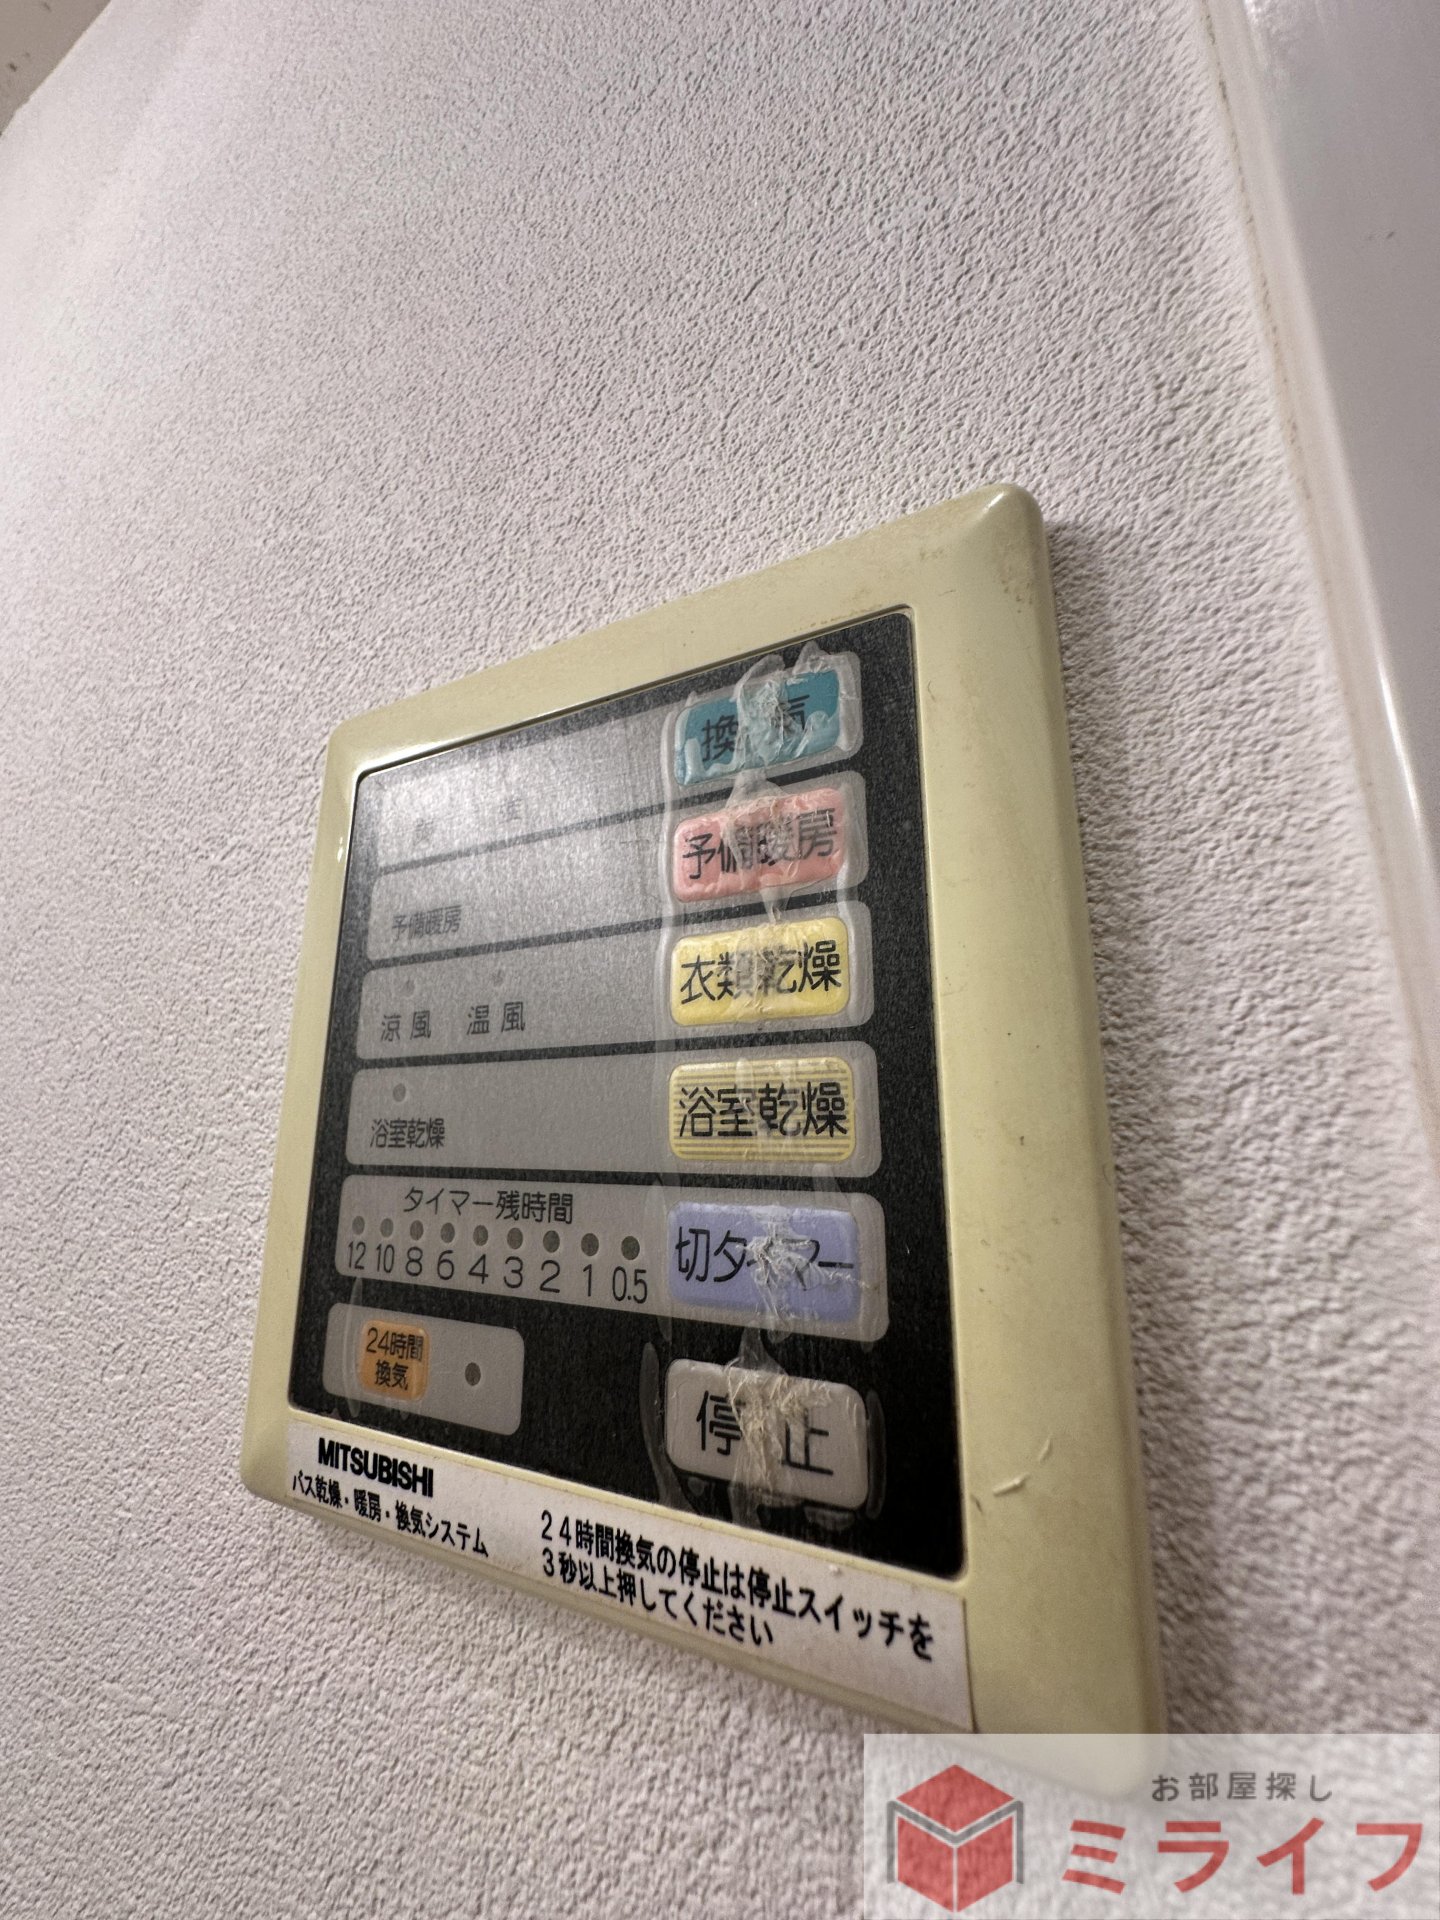 換気
予備暖房
予備暖房
衣類乾燥
涼風 温風
浴室乾燥
浴室乾燥
タイマー残時間
切タイマー
12 10 8 6 4 3 2 1 0.5
24時間
換気
停止
MITSUBISHI
バス乾燥・暖房・換気システム
24時間換気の停止は停止スイッチを
3秒以上押してください
お部屋探し
ミライフ